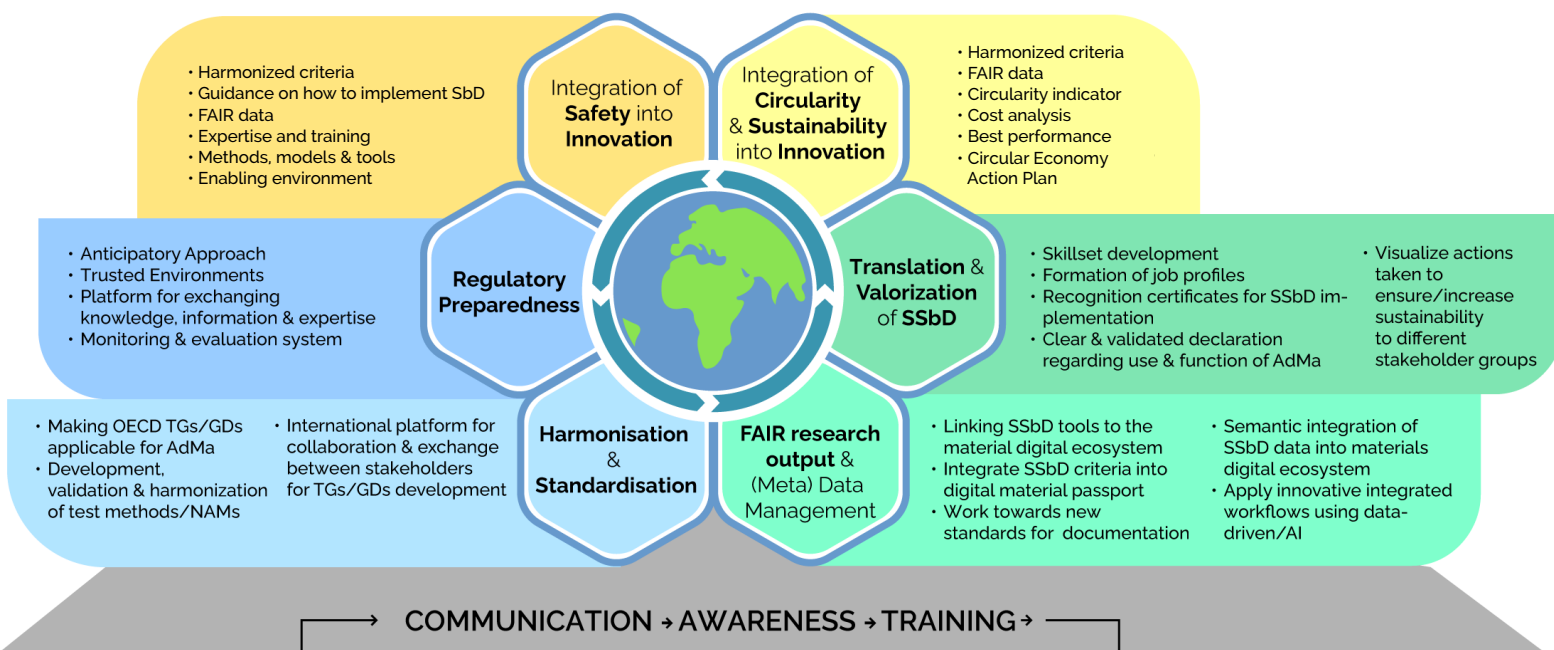 Integration of
Safety into
Innovation
• Harmonized criteria
• Guidance on how to implement SbD
• FAIR data
• Expertise and training
• Methods, models & tools
• Enabling environment
Integration of
Circularity
& Sustainability
into Innovation
• Harmonized criteria
• FAIR data
• Circularity indicator
• Cost analysis
• Best performance
• Circular Economy
Action Plan
Regulatory
Preparedness
• Anticipatory Approach
• Trusted Environments
• Platform for exchanging
knowledge, information & expertise
• Monitoring & evaluation system
Translation &
Valorization
of SSbD
• Skillset development
• Formation of job profiles
• Recognition certificates for SSbD im-
plementation
• Clear & validated declaration
regarding use & function of AdMa
• Visualize actions
taken to
ensure/increase
sustainability
to different
stakeholder groups
Harmonisation
&
Standardisation
• Making OECD TGs/GDs
applicable for AdMa
• Development,
validation & harmonization
of test methods/NAMs
• International platform for
collaboration & exchange
between stakeholders
for TGs/GDs development
FAIR research
output &
(Meta) Data
Management
• Linking SSbD tools to the
material digital ecosystem
• Integrate SSbD criteria into
digital material passport
• Work towards new
standards for documentation
• Semantic integration of
SSbD data into materials
digital ecosystem
• Apply innovative integrated
workflows using data-
driven/AI
COMMUNICATION → AWARENESS → TRAINING →